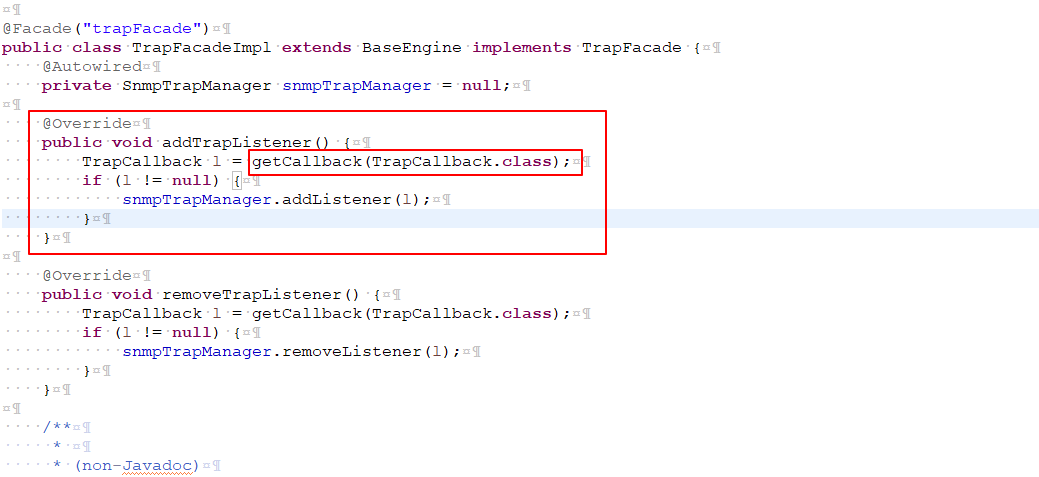 @Facade("trapFacade")
public class TrapFacadeImpl extends BaseEngine implements TrapFacade {
    @Autowired
    private SnmpTrapManager snmpTrapManager = null;

    @Override
    public void addTrapListener() {
        TrapCallback l = getCallback(TrapCallback.class);
        if (l != null) {
            snmpTrapManager.addListener(l);
        }
    }

    @Override
    public void removeTrapListener() {
        TrapCallback l = getCallback(TrapCallback.class);
        if (l != null) {
            snmpTrapManager.removeListener(l);
        }
    }

    /**
     *
     * (non-Javadoc)